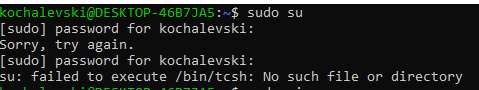 kochalevski@DESKTOP-46B7JA5:~$ sudo su
[sudo] password for kochalevski:
Sorry, try again.
[sudo] password for kochalevski:
su: failed to execute /bin/tcsh: No such file or directory